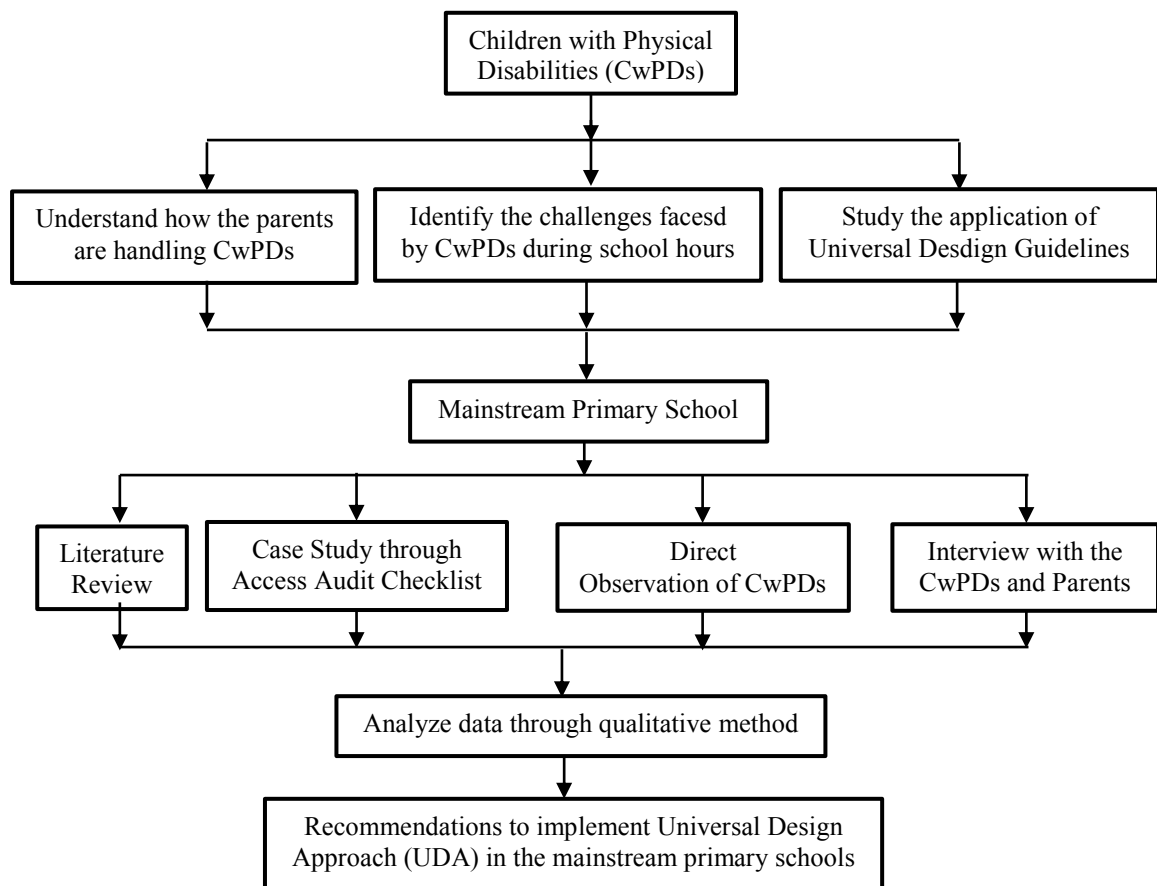 Children with Physical
Disabilities (CwPDs)
Understand how the parents
are handling CwPDs
Identify the challenges facesd
by CwPDs during school hours
Study the application of
Universal Desdign Guidelines
Mainstream Primary School
Literature
Review
Case Study through
Access Audit Checklist
Direct
Observation of CwPDs
Interview with the
CwPDs and Parents
Analyze data through qualitative method
Recommendations to implement Universal Design
Approach (UDA) in the mainstream primary schools